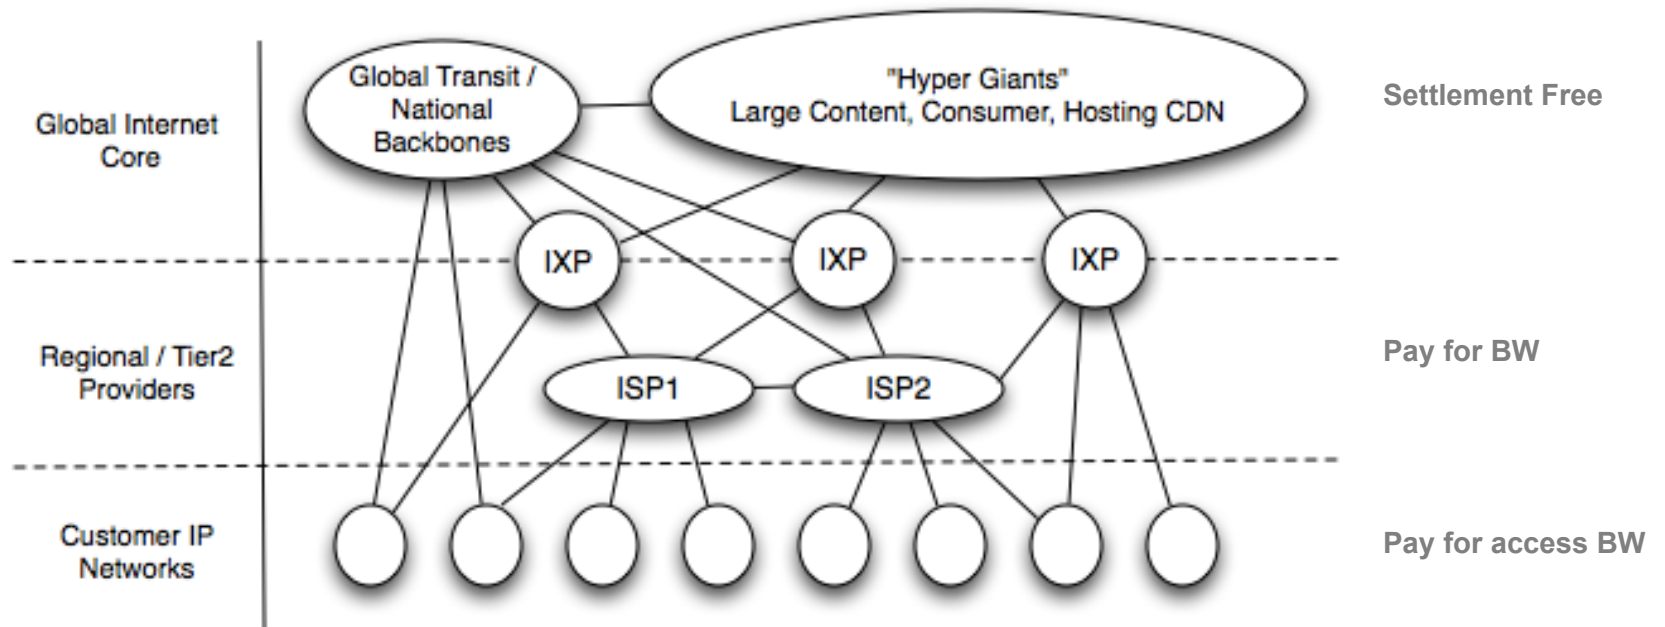 Global Internet
Core
Global Transit /
National
Backbones
"Hyper Giants"
Large Content, Consumer, Hosting CDN
Settlement Free
IXP
IXP
IXP
Regional / Tier2
Providers
ISP1
ISP2
Pay for BW
Customer IP
Networks
Pay for access BW